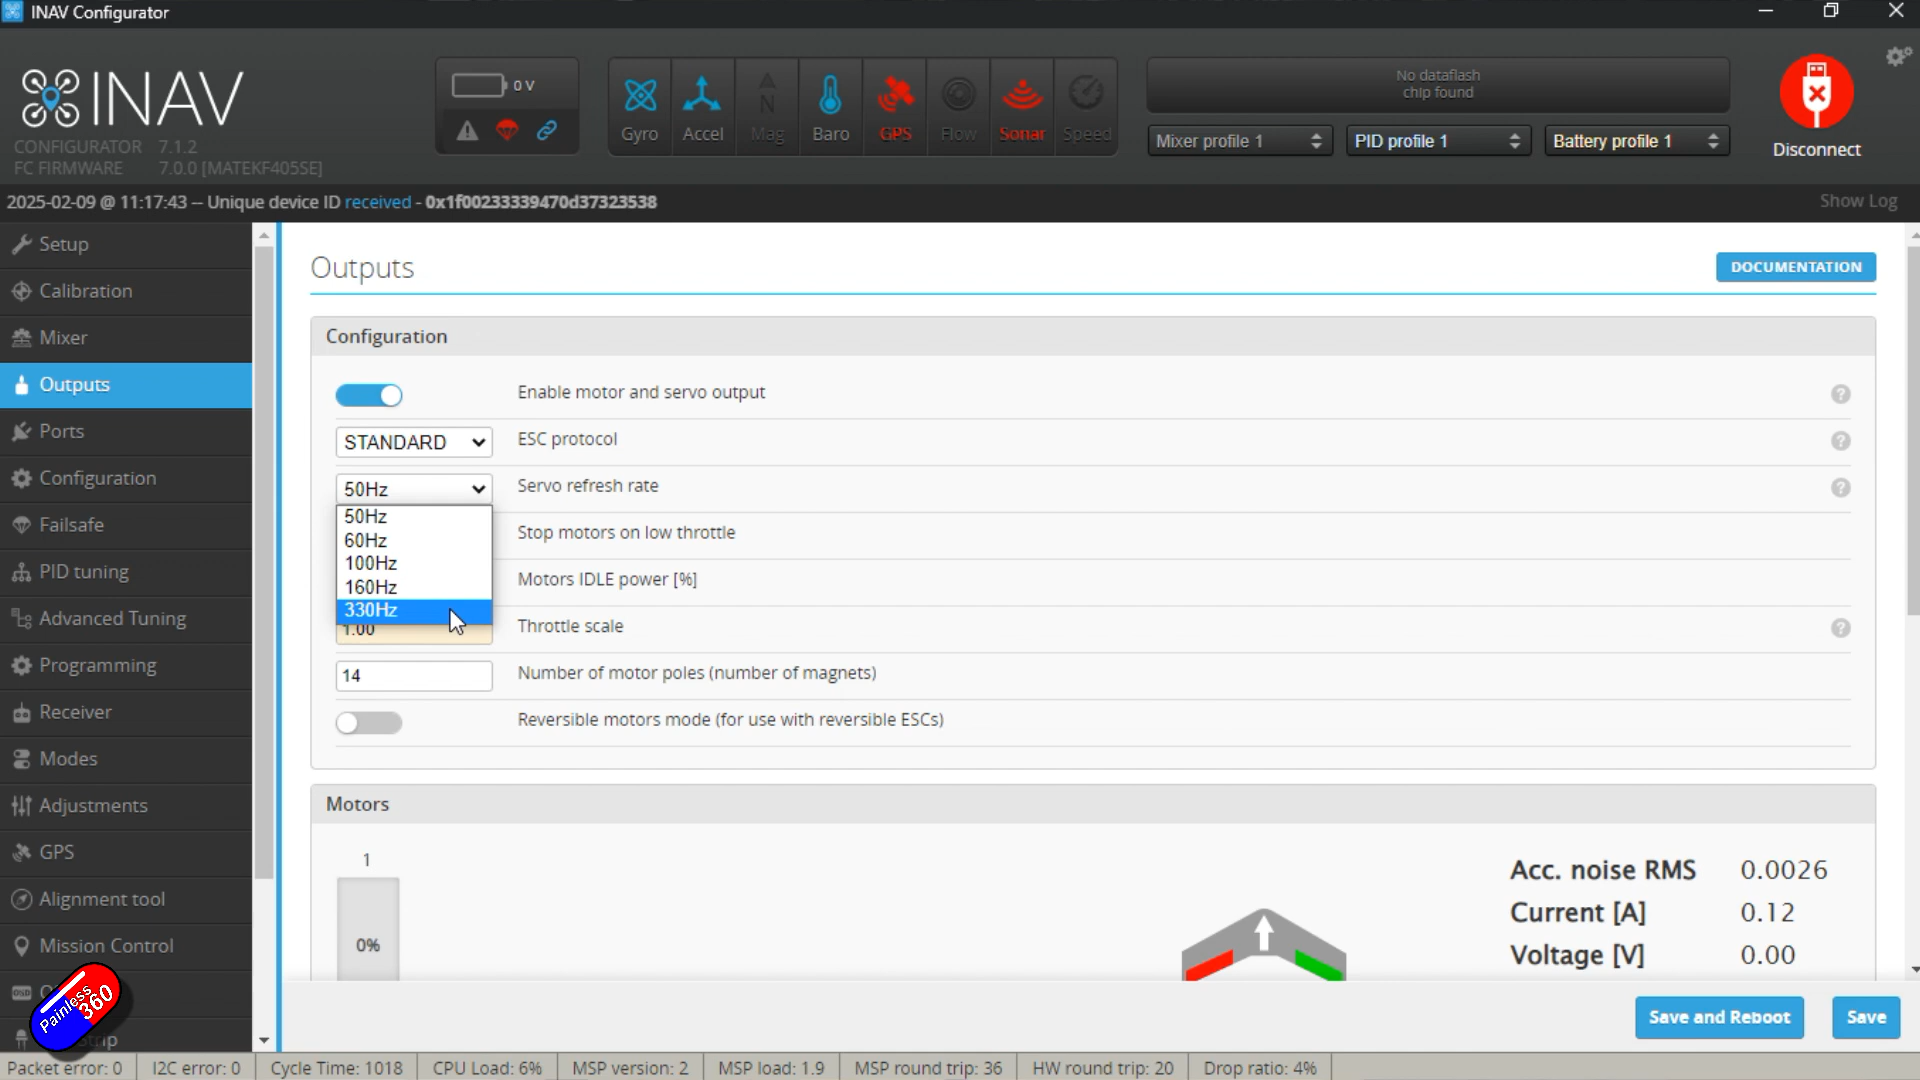 INAV Configurator
INAV
CONFIGURATOR 7.1.2
FC FIRMWARE 7.0.0 [MATEKF405SE]
0 V
Gyro
Accel
Mag
Baro
GPS
Flow
Sonar
Speed
No dataflash
chip found
Mixer profile 1
PID profile 1
Battery profile 1
Disconnect
2025-02-09 @ 11:17:43 -- Unique device ID received - 0x1f00233339470d37323538
Show Log
Setup
Calibration
Mixer
Outputs
Ports
Configuration
Failsafe
PID tuning
Advanced Tuning
Programming
Receiver
Modes
Adjustments
GPS
Alignment tool
Mission Control
Painless
360
Outputs
DOCUMENTATION
Configuration
Enable motor and servo output
STANDARD
ESC protocol
50Hz
Servo refresh rate
50Hz
60Hz
100Hz
160Hz
330Hz
Stop motors on low throttle
Motors IDLE power [%]
1.00
Throttle scale
14
Number of motor poles (number of magnets)
Reversible motors mode (for use with reversible ESCs)
Motors
1
0%
Acc. noise RMS 0.0026
Current [A] 0.12
Voltage [V] 0.00
Save and Reboot
Save
Packet error: 0
I2C error: 0
Cycle Time: 1018
CPU Load: 6%
MSP version: 2
MSP load: 1.9
MSP round trip: 36
HW round trip: 20
Drop ratio: 4%